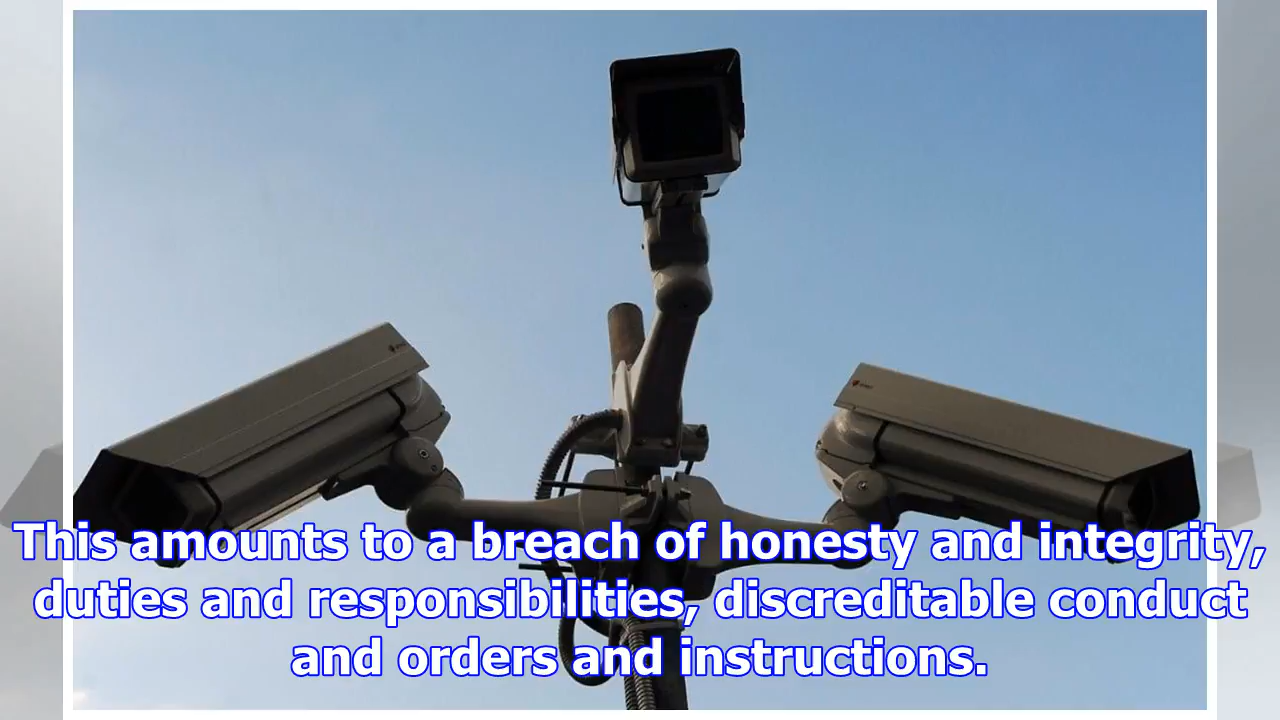 This amounts to a breach of honesty and integrity,
duties and responsibilities, discreditable conduct
and orders and instructions.